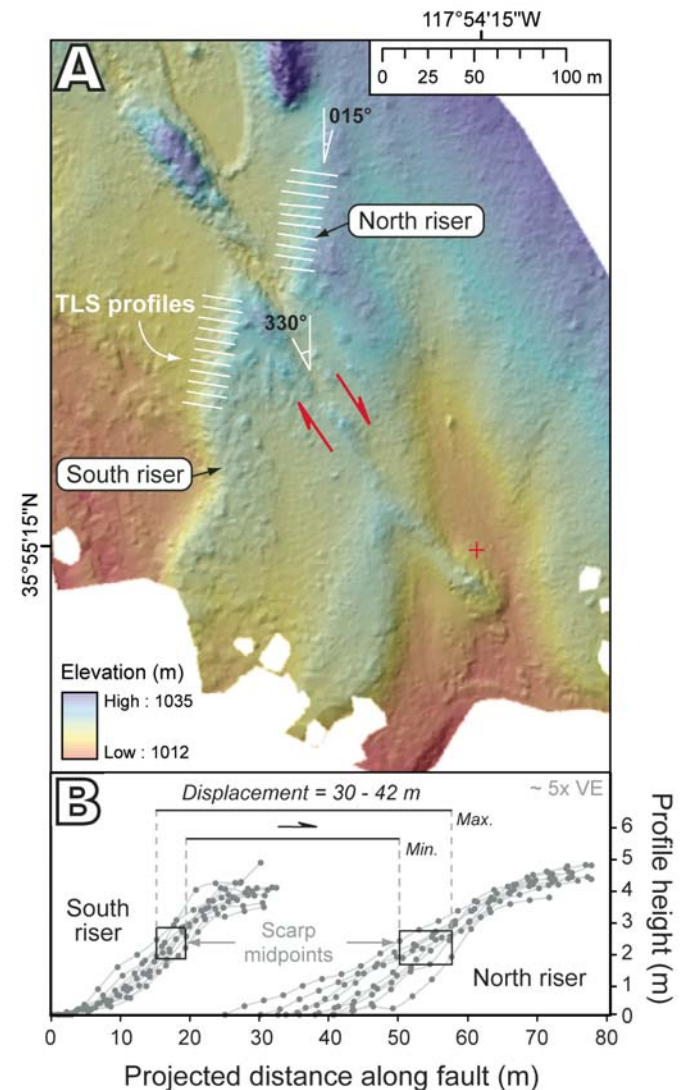 117°54'15"W
A
0 25 50 100 m
015°
North riser
TLS profiles
330°
South riser
35°55'15"N
Elevation (m)
High : 1035
Low : 1012
B
Displacement = 30 - 42 m
~ 5x VE
Max.
Min.
South
riser
Scarp
midpoints
North riser
6
5
4
3
2
1
0
Profile height (m)
0 10 20 30 40 50 60 70 80
Projected distance along fault (m)